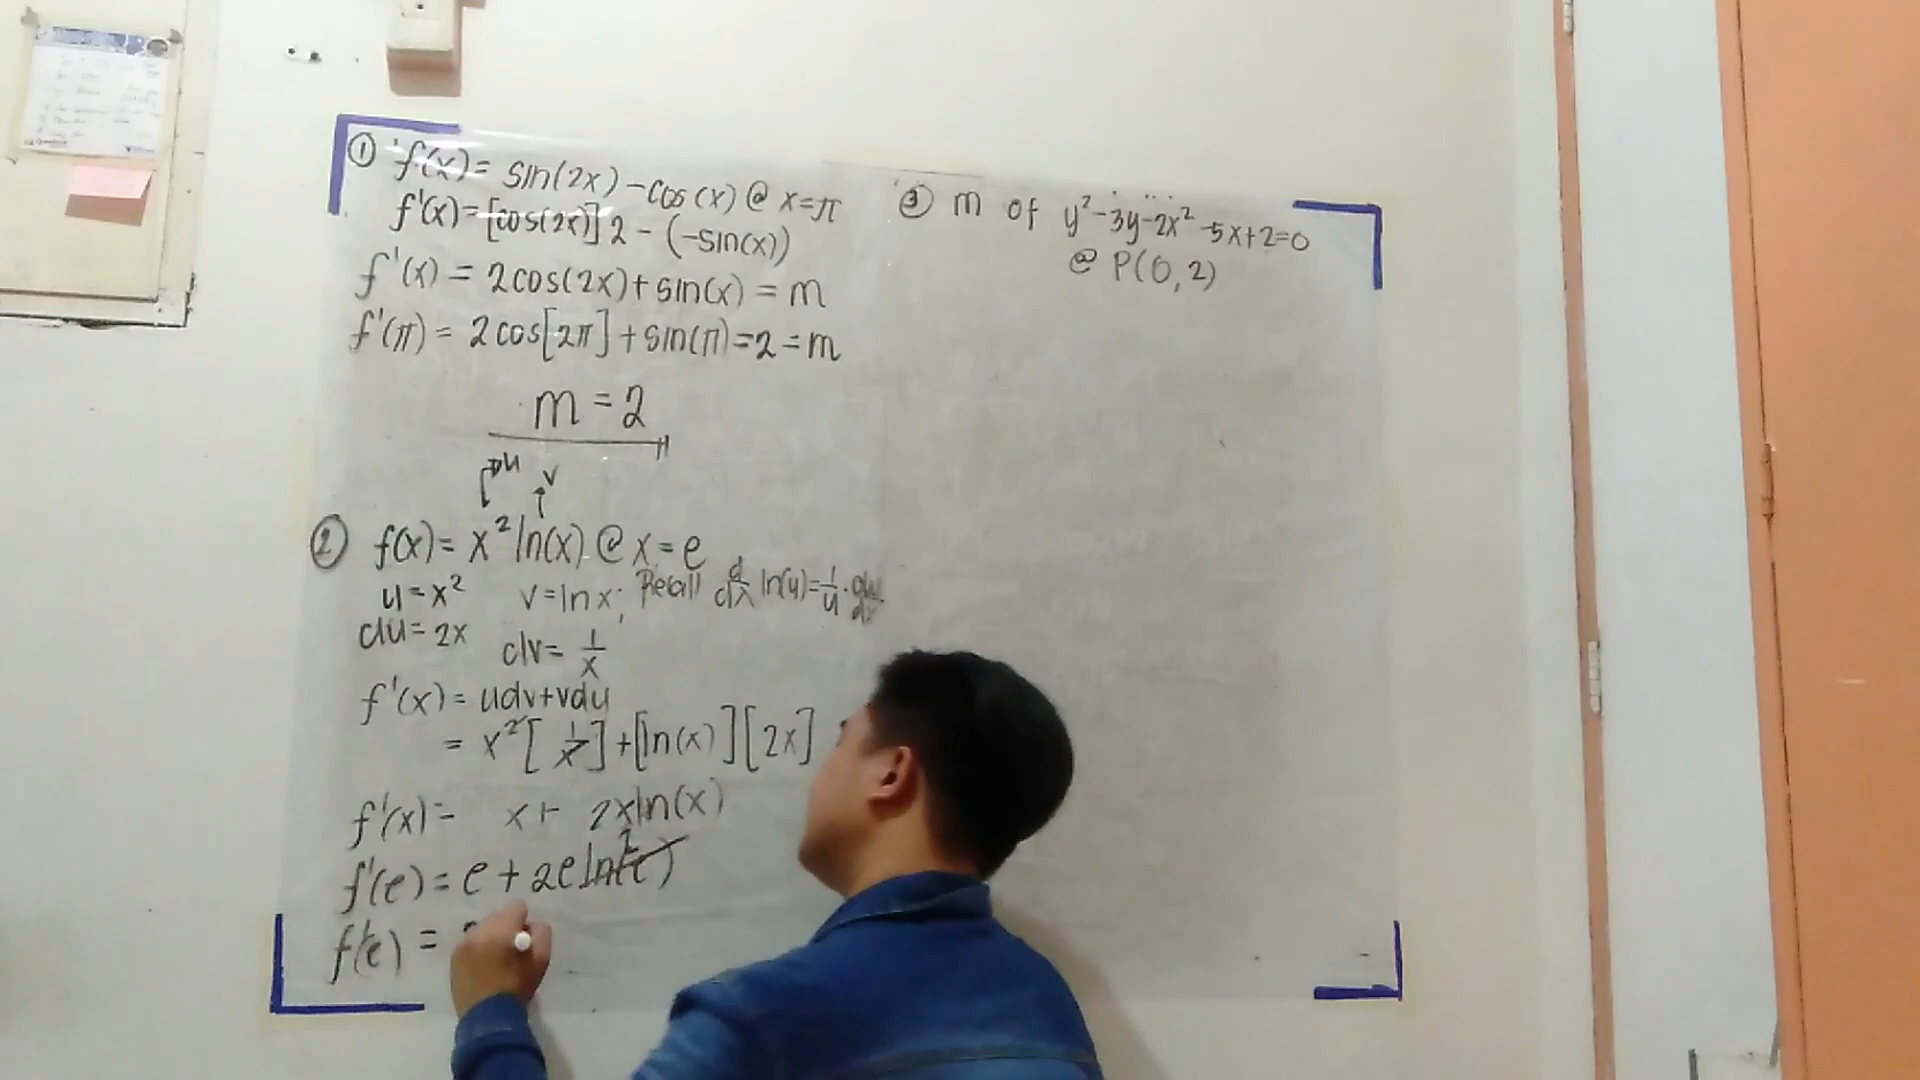 ① f(x) = sin(2x) - cos(x) @ x=π
f'(x) = [cos(2x)] 2 - (-sin(x))
f'(x) = 2cos(2x) + sin(x) = m
f'(π) = 2cos[2π] + sin(π) = 2 = m
m = 2
u
v
② f(x) = x² ln(x) @ x = e
u = x² v = ln x; Recall d/dx ln(u) = 1/u · du/dx
du = 2x dv = 1/x
f'(x) = udv + vdu
= x² [1/x] + [ln(x)] [2x]
f'(x) = x + 2x ln(x)
f'(e) = e + 2e ln(e)
f'(e) =
③ m of y² - 3y - 2x² - 5x + 2 = 0
@ P(0, 2)